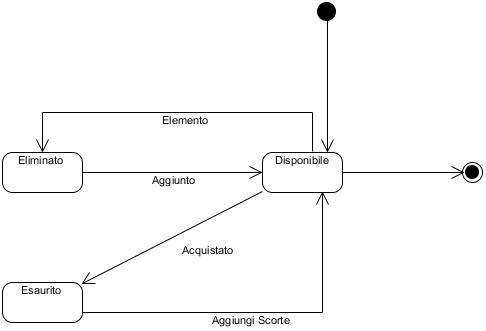 Elemento
Eliminato
Disponibile
Aggiunto
Acquistato
Esaurito
Aggiungi Scorte